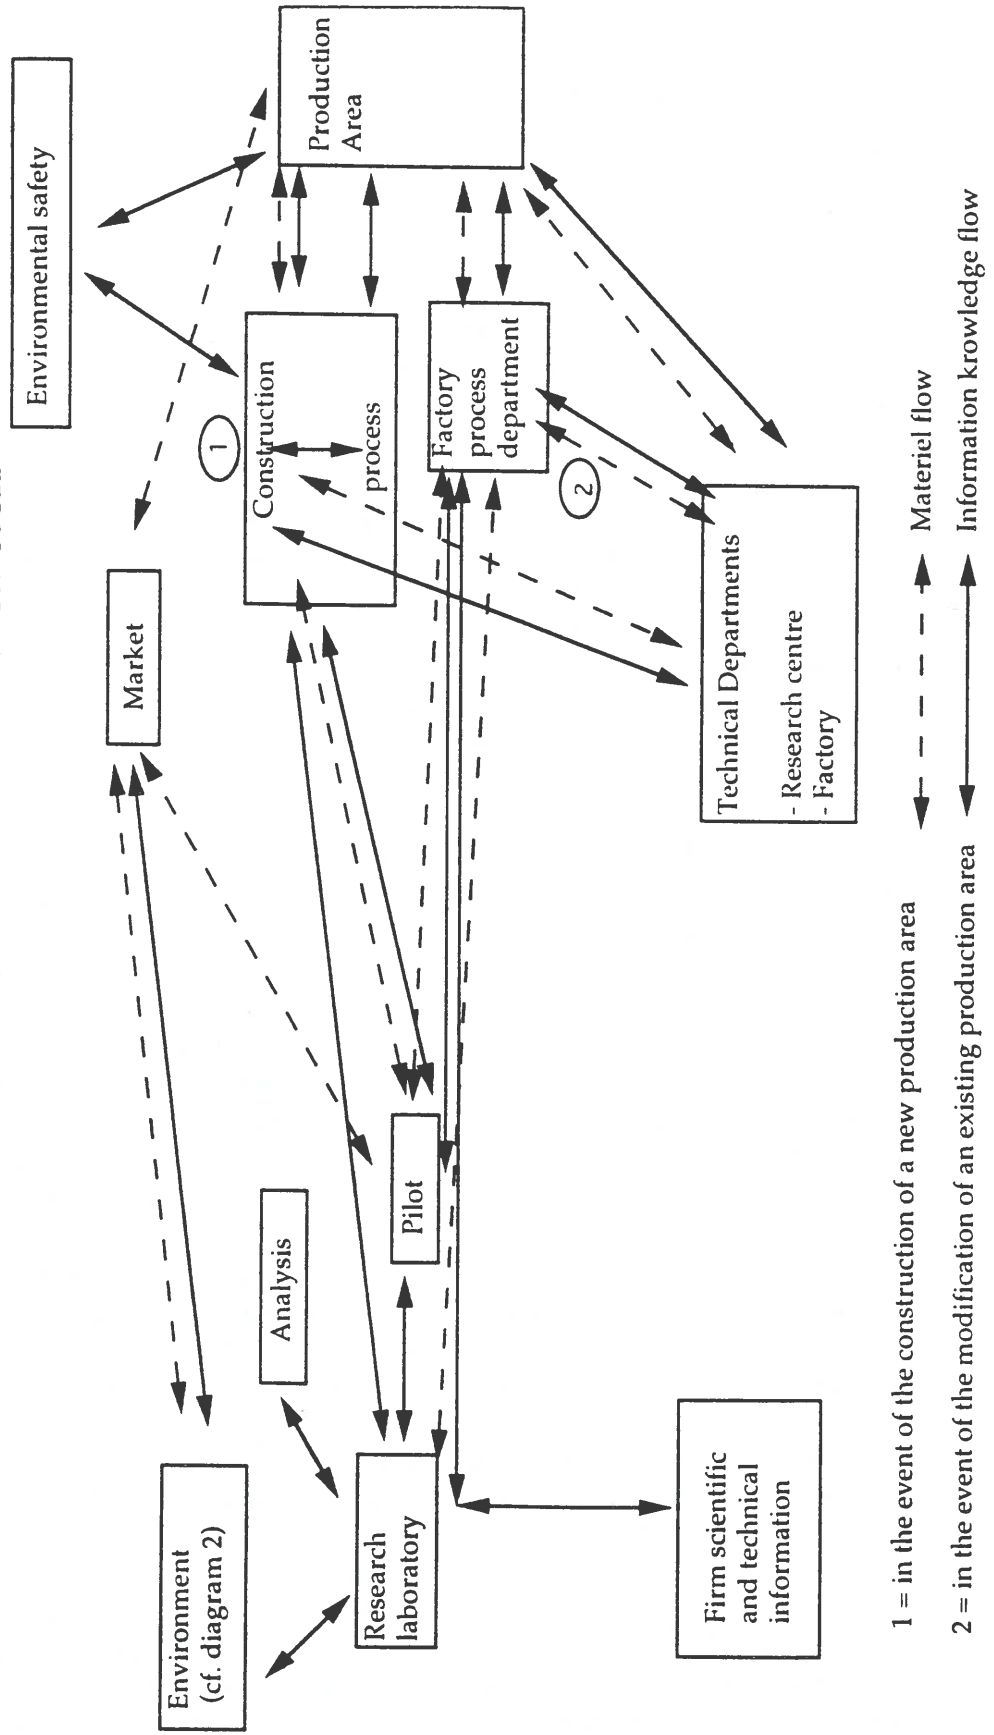 Environment
(cf. diagram 2)
Market
Environmental safety
Analysis
1
Construction
process
Production
Area
Research
laboratory
Pilot
Factory
process
department
2
Firm scientific
and technical
information
Technical Departments
- Research centre
- Factory
1 = in the event of the construction of a new production area
Materiel flow
2 = in the event of the modification of an existing production area
Information krowledge flow